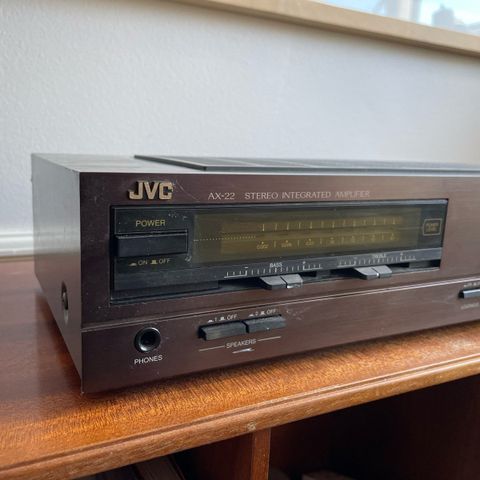 JVC
AX-22 STEREO INTEGRATED AMPLIFIER
POWER
ON OFF
BASS
TREBLE
1 OFF 2 OFF
SPEAKERS
PHONES